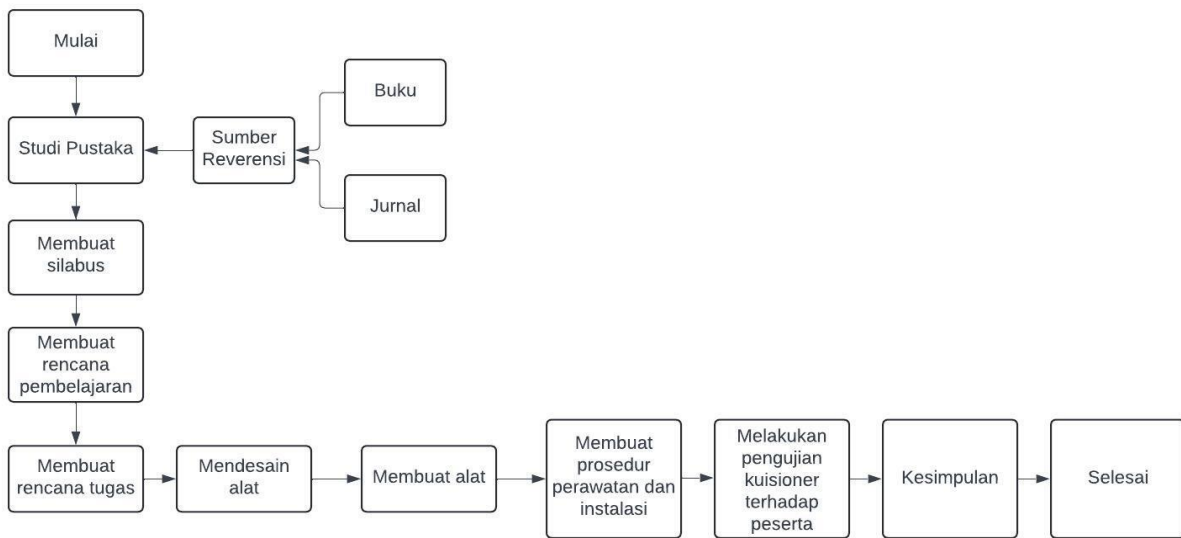 Mulai
Studi Pustaka
Sumber
Reverensi
Buku
Jurnal
Membuat
silabus
Membuat
rencana
pembelajaran
Membuat
rencana tugas
Mendesain
alat
Membuat alat
Membuat
prosedur
perawatan dan
instalasi
Melakukan
pengujian
kuisioner
terhadap
peserta
Kesimpulan
Selesai